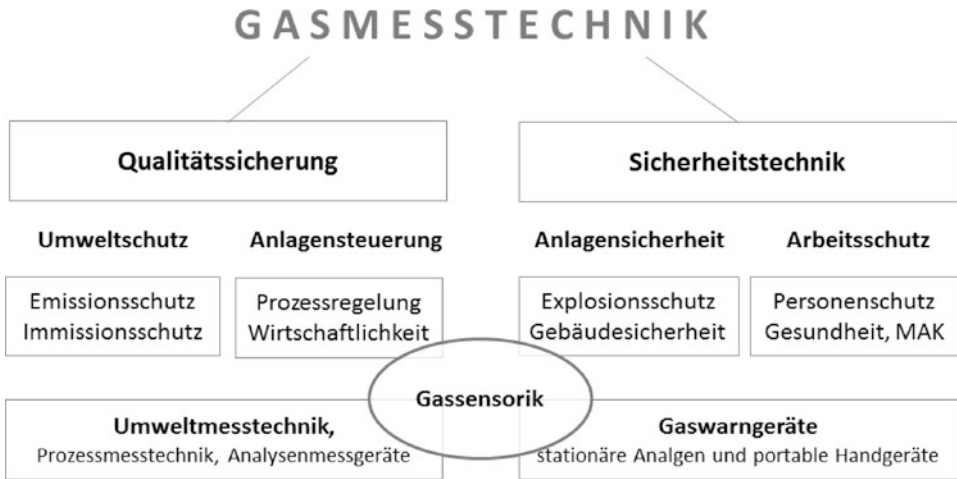 GASMESSTECHNIK
Qualitätssicherung
Sicherheitstechnik
Umweltschutz
Anlagensteuerung
Anlagensicherheit
Arbeitsschutz
Emissionsschutz
Immissionsschutz
Prozessregelung
Wirtschaftlichkeit
Explosionsschutz
Gebäudesicherheit
Personenschutz
Gesundheit, MAK
Gassensorik
Umweltmesstechnik,
Prozessmesstechnik, Analysenmessgeräte
Gaswarngeräte
stationäre Analgen und portable Handgeräte